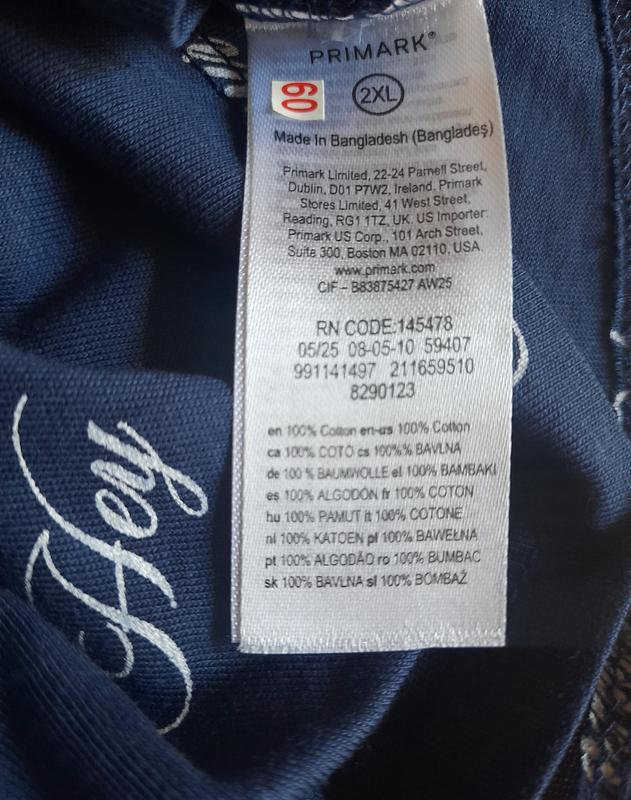 PRIMARK®
60
2XL
Made In Bangladesh (Bangladeş)
Primark Limited, 22-24 Parnell Street,
Dublin, D01 P7W2, Ireland, Primark
Stores Limited, 41 West Street,
Reading, RG1 1TZ, UK. US Importer:
Primark US Corp., 101 Arch Street,
Suite 300, Boston MA 02110, USA.
www.primark.com
CIF – B83875427 AW25
RN CODE:145478
05/25 08-05-10 59407
991141497 211659510
8290123
en 100% Cotton en-us 100% Cotton
ca 100% COTÓ cs 100%% BAVLNA
de 100 % BAUMWOLLE el 100% BAMBAKI
es 100% ALGODÓN fr 100% COTON
hu 100% PAMUT it 100% COTONE
nl 100% KATOEN pl 100% BAWEŁNA
pt 100% ALGODÃO ro 100% BUMBAC
sk 100% BAVLNA sl 100% BOMBAŽ
Hey